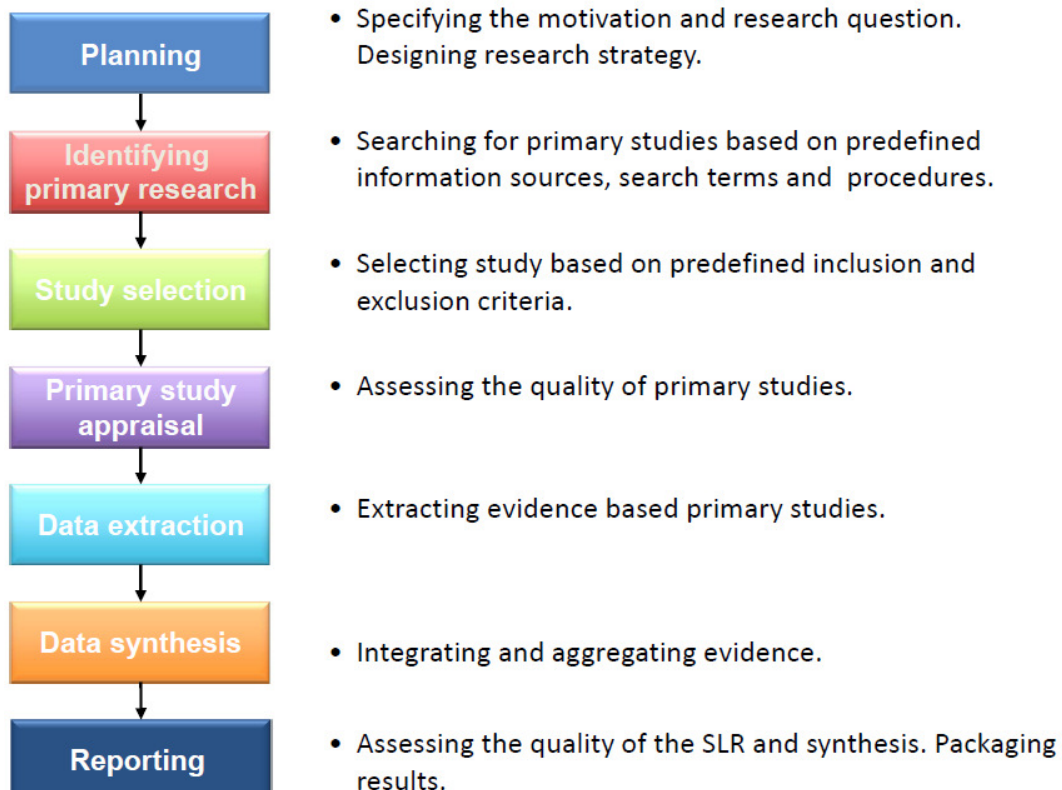 Planning
• Specifying the motivation and research question.
Designing research strategy.
Identifying
primary research
• Searching for primary studies based on predefined
information sources, search terms and procedures.
Study selection
• Selecting study based on predefined inclusion and
exclusion criteria.
Primary study
appraisal
• Assessing the quality of primary studies.
Data extraction
• Extracting evidence based primary studies.
Data synthesis
• Integrating and aggregating evidence.
Reporting
• Assessing the quality of the SLR and synthesis. Packaging
results.